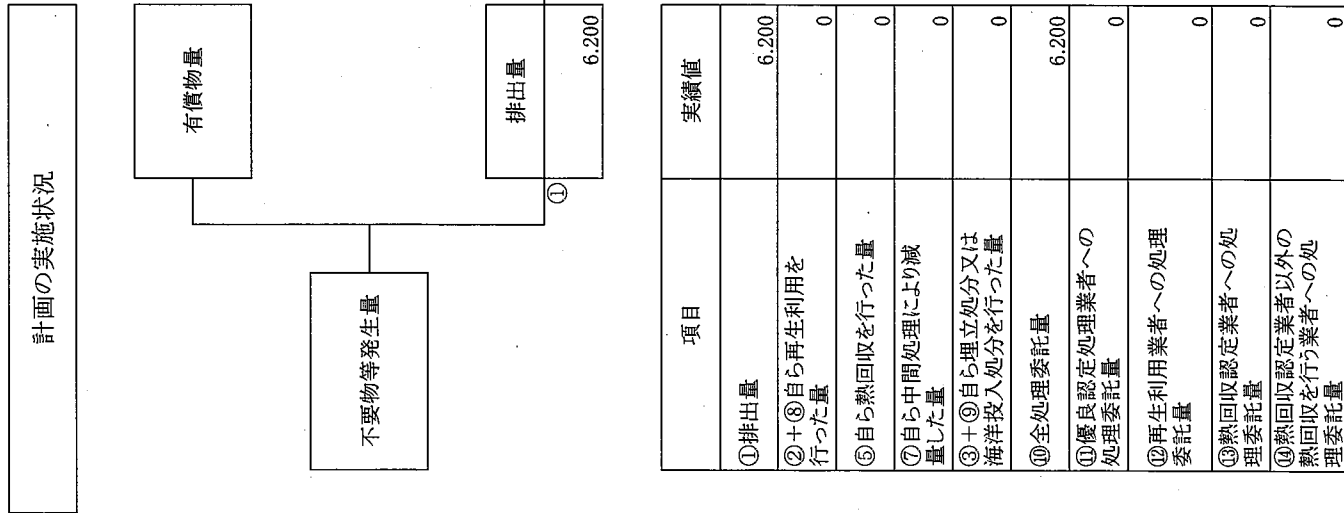 計画の実施状況
有償物量
不要物等発生量
①
排出量
6.200
項目
実績値
①排出量
6.200
②+⑧自ら再生利用を
行った量
0
⑤自ら熱回収を行った量
0
⑦自ら中間処理により減
量した量
0
③+⑨自ら埋立処分又は
海洋投入処分を行った量
0
⑩全処理委託量
6.200
⑪優良認定処理業者への
処理委託量
0
⑫再生利用業者への処理
委託量
0
⑬熱回収認定業者への処
理委託量
0
⑭熱回収認定業者以外の
熱回収を行う業者への処
理委託量
0